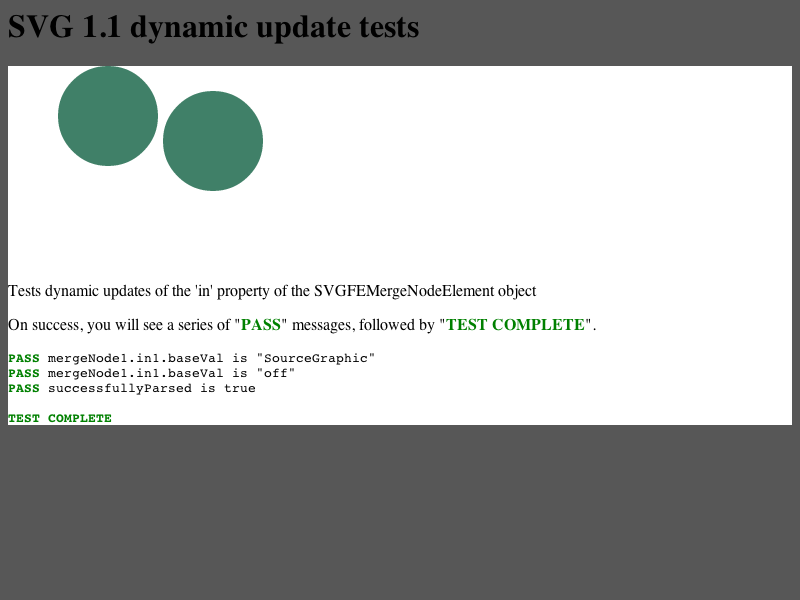 SVG 1.1 dynamic update tests
Tests dynamic updates of the 'in' property of the SVGFEMergeNodeElement object
On success, you will see a series of "PASS" messages, followed by "TEST COMPLETE".
PASS mergeNode1.in1.baseVal is "SourceGraphic"
PASS mergeNode1.in1.baseVal is "off"
PASS successfullyParsed is true
TEST COMPLETE